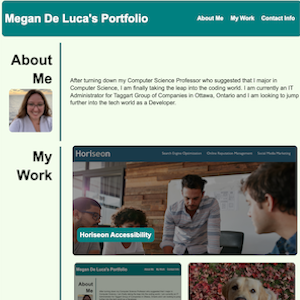 Megan De Luca's Portfolio
About Me My Work Contact Info
About
Me
After turning down my Computer Science Professor who suggested that I major in
Computer Science, I am finally taking the leap into the coding world. I am currently an IT
Administrator for Taggart Group of Companies in Ottawa, Ontario and I am looking to jump
further into the tech world as a Developer.
My
Work
Horiseon
Search Engine Optimization Online Reputation Management Social Media Marketing
Horiseon Accessibility
Megan De Luca's Portfolio
About
Me